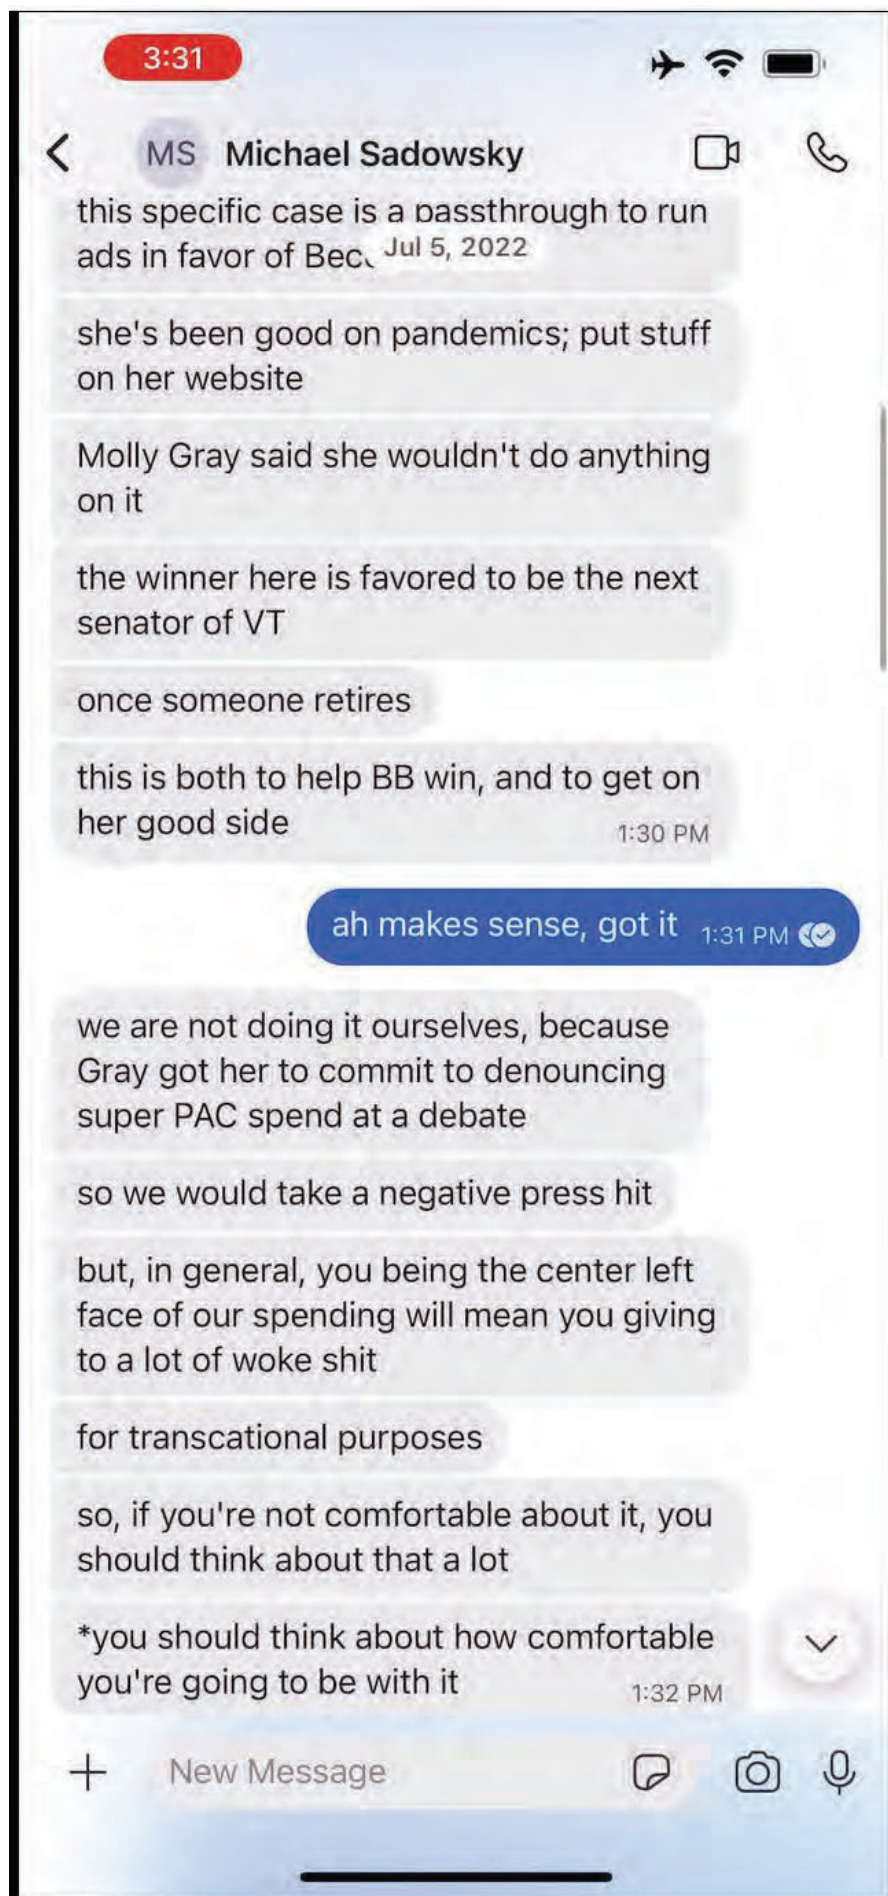 3:31
MS Michael Sadowsky
this specific case is a passthrough to run
ads in favor of
Jul 5, 2022
she's been good on pandemics; put stuff
on her website
Molly Gray said she wouldn't do anything
on it
the winner here is favored to be the next
senator of VT
once someone retires
this is both to help BB win, and to get on
her good side
1:30 PM
ah makes sense, got it 1:31 PM
we are not doing it ourselves, because
Gray got her to commit to denouncing
super PAC spend at a debate
so we would take a negative press hit
but, in general, you being the center left
face of our spending will mean you giving
to a lot of woke shit
for transcational purposes
so, if you're not comfortable about it, you
should think about that a lot
*you should think about how comfortable
you're going to be with it
1:32 PM
New Message